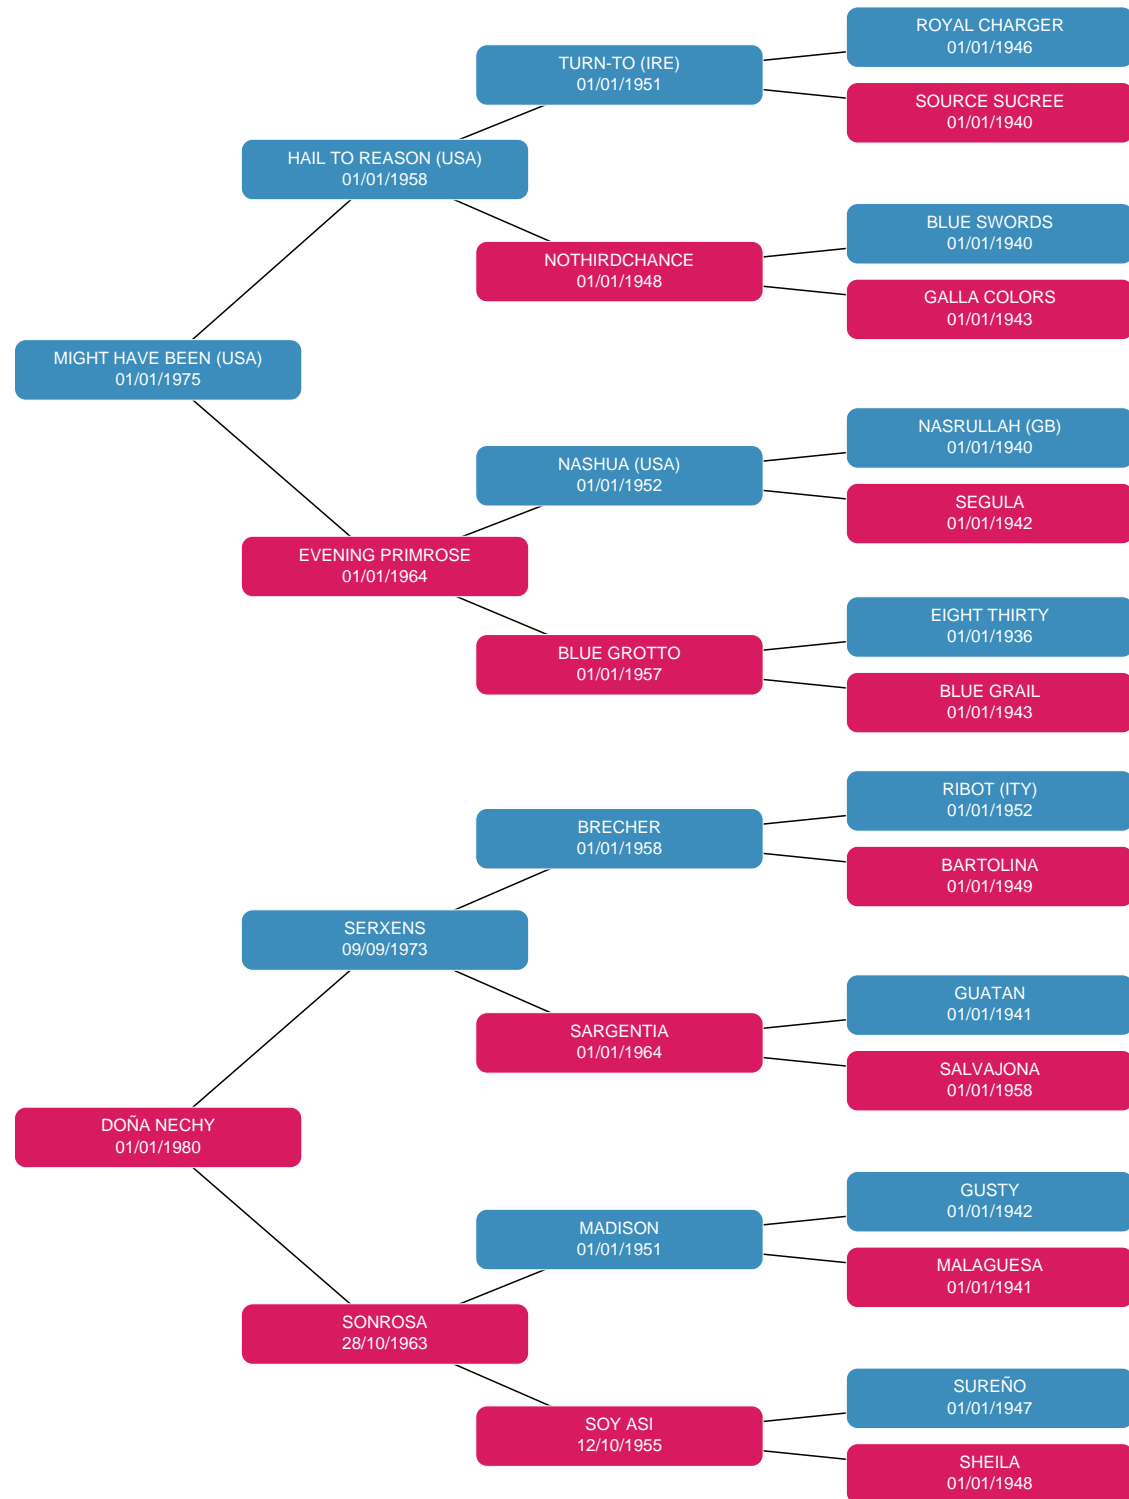 ROYAL CHARGER
01/01/1946
TURN-TO (IRE)
01/01/1951
SOURCE SUCREE
01/01/1940
HAIL TO REASON (USA)
01/01/1958
BLUE SWORDS
01/01/1940
NOTHIRDCHANCE
01/01/1948
GALLA COLORS
01/01/1943
MIGHT HAVE BEEN (USA)
01/01/1975
NASRULLAH (GB)
01/01/1940
NASHUA (USA)
01/01/1952
SEGULA
01/01/1942
EVENING PRIMROSE
01/01/1964
EIGHT THIRTY
01/01/1936
BLUE GROTTO
01/01/1957
BLUE GRAIL
01/01/1943
RIBOT (ITY)
01/01/1952
BRECHER
01/01/1958
BARTOLINA
01/01/1949
SERXENS
09/09/1973
GUATAN
01/01/1941
SARGENTIA
01/01/1964
SALVAJONA
01/01/1958
DOÑA NECHY
01/01/1980
GUSTY
01/01/1942
MADISON
01/01/1951
MALAGUESA
01/01/1941
SONROSA
28/10/1963
SUREÑO
01/01/1947
SOY ASI
12/10/1955
SHEILA
01/01/1948